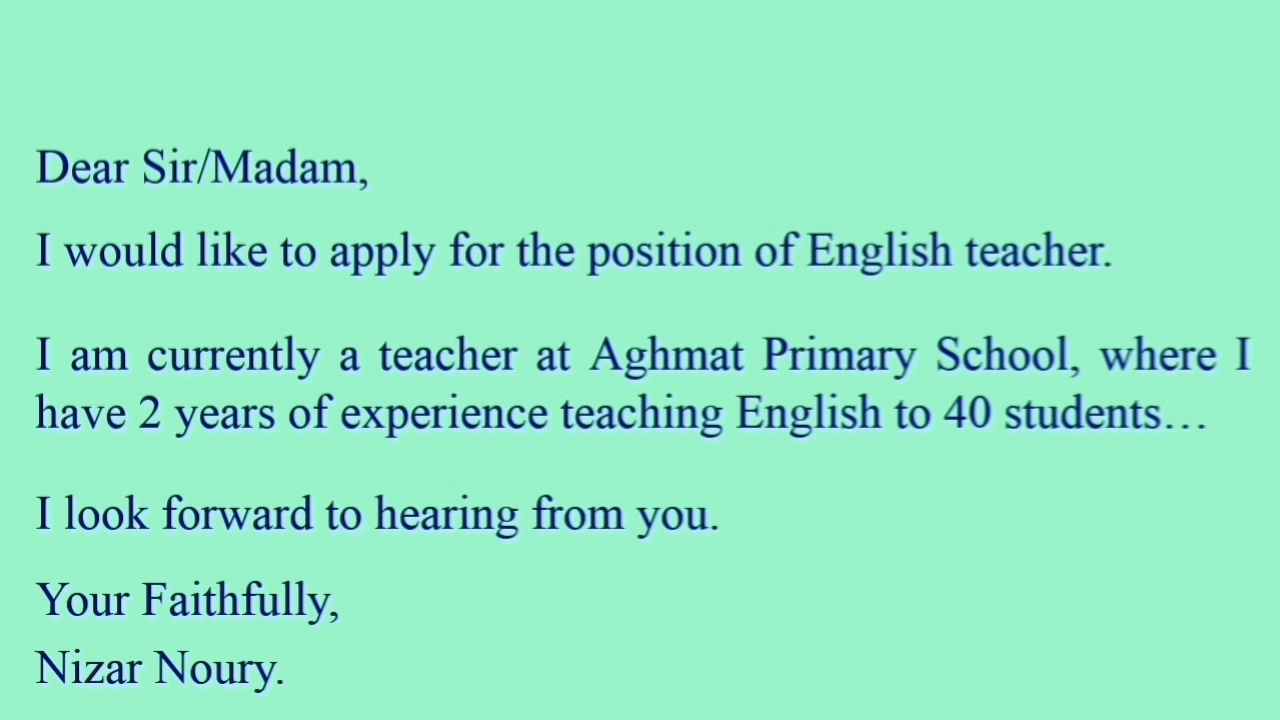 Dear Sir/Madam,
I would like to apply for the position of English teacher.
I am currently a teacher at Aghmat Primary School, where I
have 2 years of experience teaching English to 40 students…
I look forward to hearing from you.
Your Faithfully,
Nizar Noury.